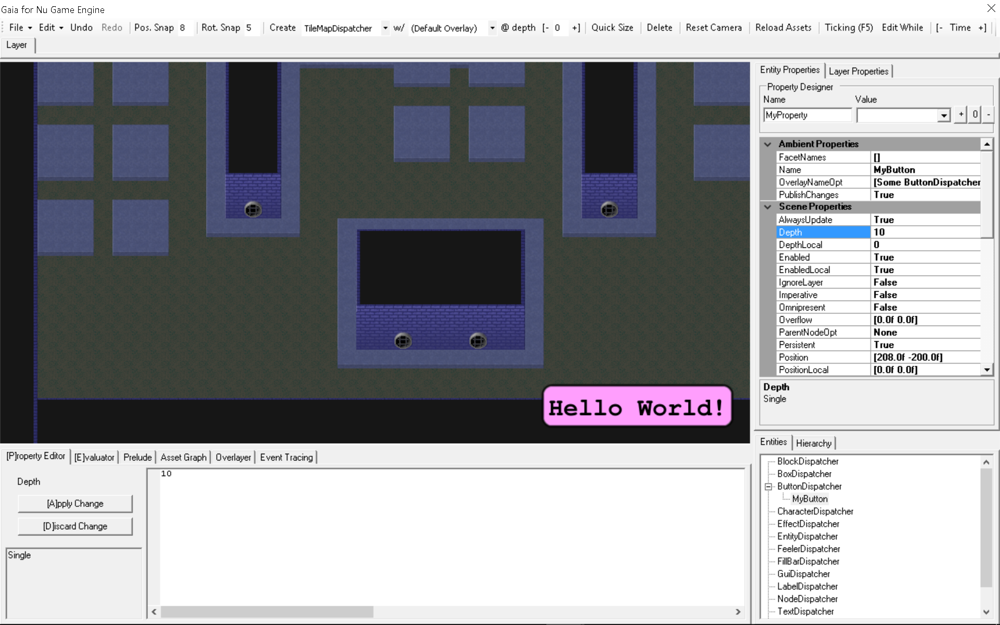 Gaia for Nu Game Engine
File Edit Undo Redo Pos. Snap 8 Rot. Snap 5 Create TileMapDispatcher w/ (Default Overlay) @ depth [- 0 +] Quick Size Delete Reset Camera Reload Assets Ticking (F5) Edit While [- Time +]
Layer
Entity Properties Layer Properties
Property Designer
Name Value
MyProperty + 0 -
Ambient Properties
FacetNames []
Name MyButton
OverlayNameOpt [Some ButtonDispatcher
PublishChanges True
Scene Properties
AlwaysUpdate True
Depth 10
DepthLocal 0
Enabled True
EnabledLocal True
IgnoreLayer False
Imperative False
Omnipresent False
Overflow [0.0f 0.0f]
ParentNodeOpt None
Persistent True
Position [208.0f -200.0f]
PositionLocal [0.0f 0.0f]
Depth
Single
Hello World!
[P]roperty Editor [E]valuator Prelude Asset Graph Overlayer Event Tracing
Depth
[A]pply Change
[D]iscard Change
Single
10
Entities Hierarchy
BlockDispatcher
BoxDispatcher
ButtonDispatcher
MyButton
CharacterDispatcher
EffectDispatcher
EntityDispatcher
FeelerDispatcher
FillBarDispatcher
GuiDispatcher
LabelDispatcher
NodeDispatcher
TextDispatcher